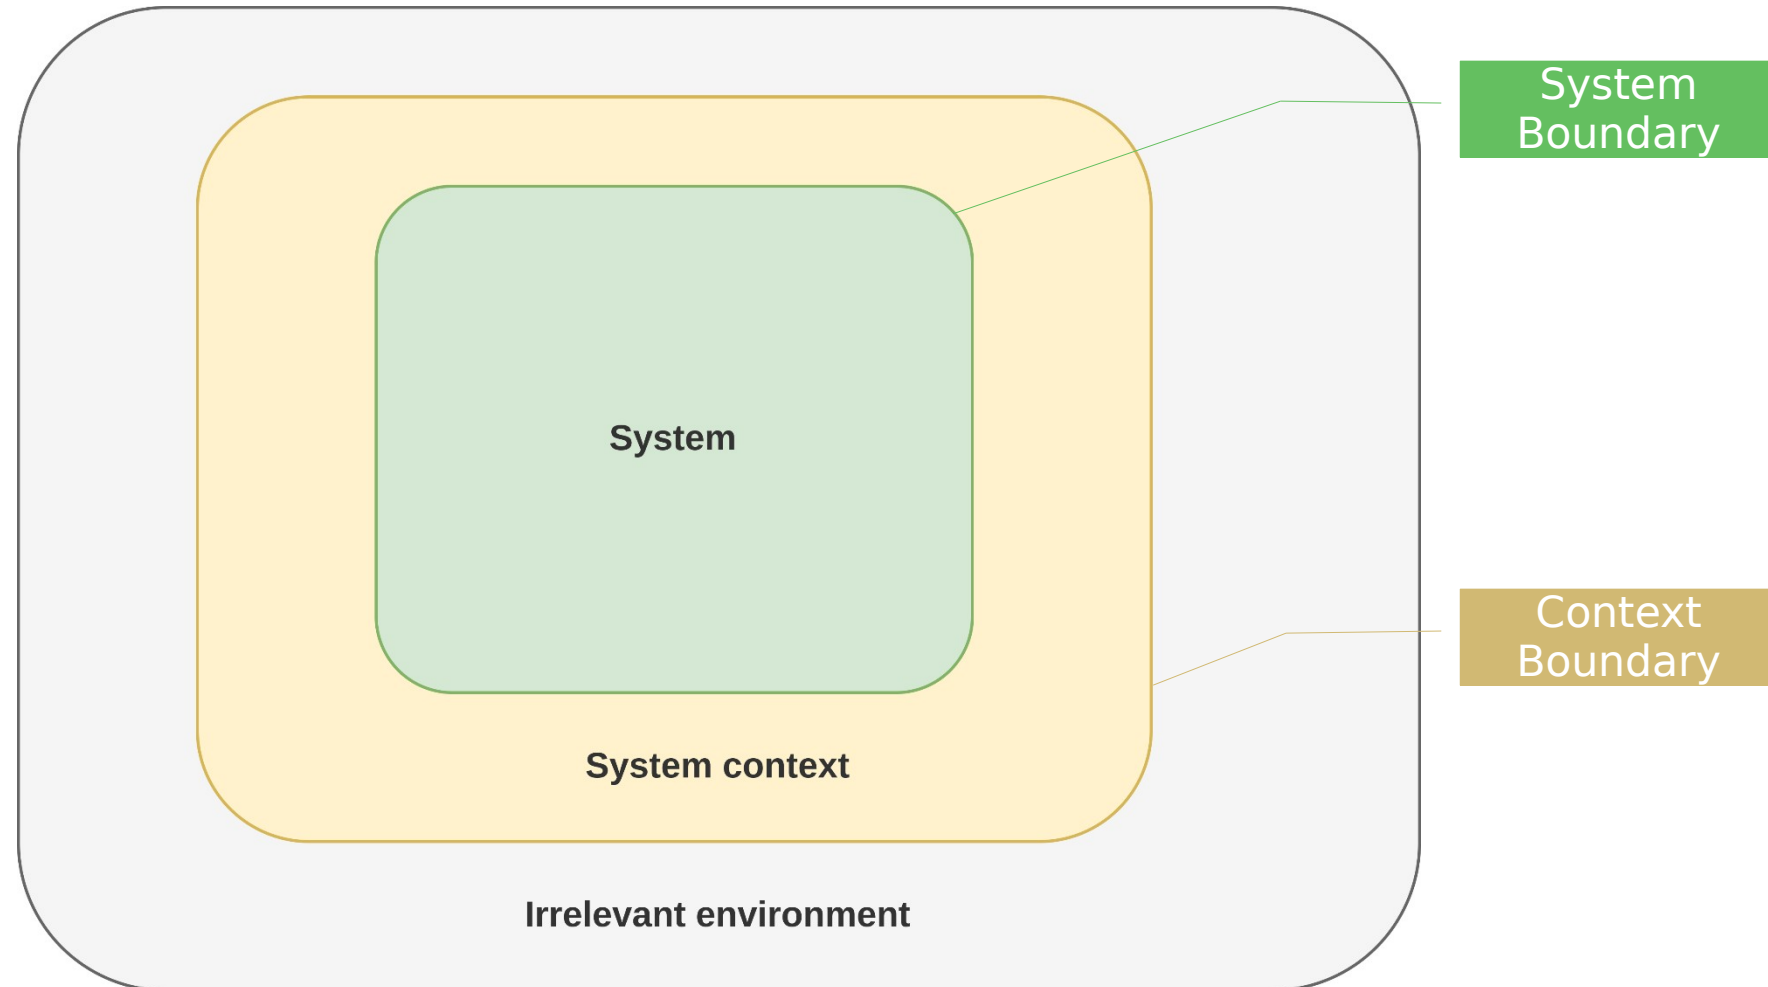 System
Boundary
System
Context
Boundary
System context
Irrelevant environment